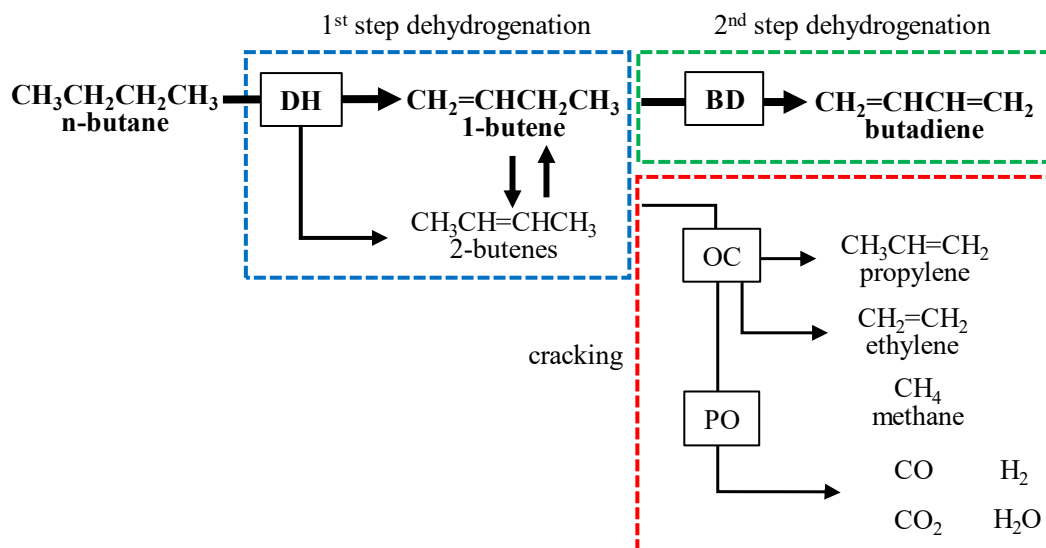 1st step dehydrogenation
2nd step dehydrogenation
CH3CH2CH2CH3
n-butane
DH
CH2=CHCH2CH3
1-butene
BD
CH2=CHCH=CH2
butadiene
CH3CH=CHCH3
2-butenes
OC
CH3CH=CH2
propylene
CH2=CH2
ethylene
cracking
CH4
methane
PO
CO H2
CO2 H2O